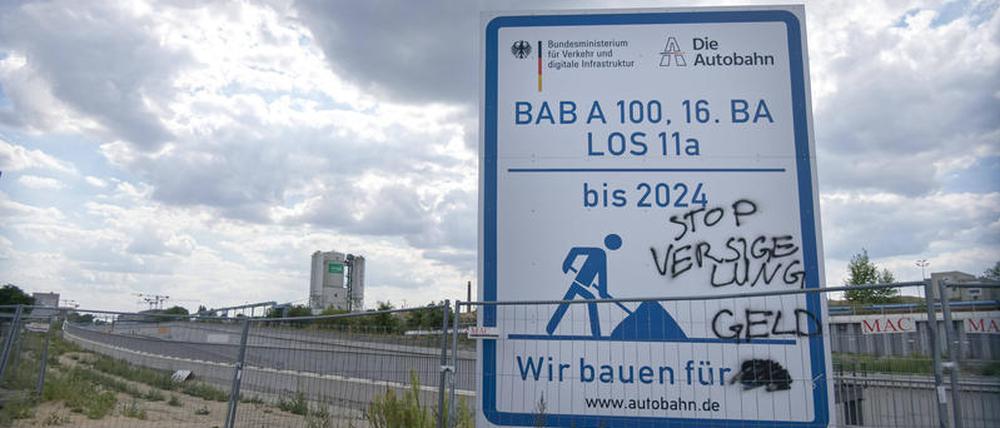 Bundesministerium
für Verkehr und
digitale Infrastruktur
Die
Autobahn
BAB A 100, 16. BA
LOS 11a
bis 2024
STOP
VERSIGE
LUNG
GELD
Wir bauen für
www.autobahn.de
MAC
MA